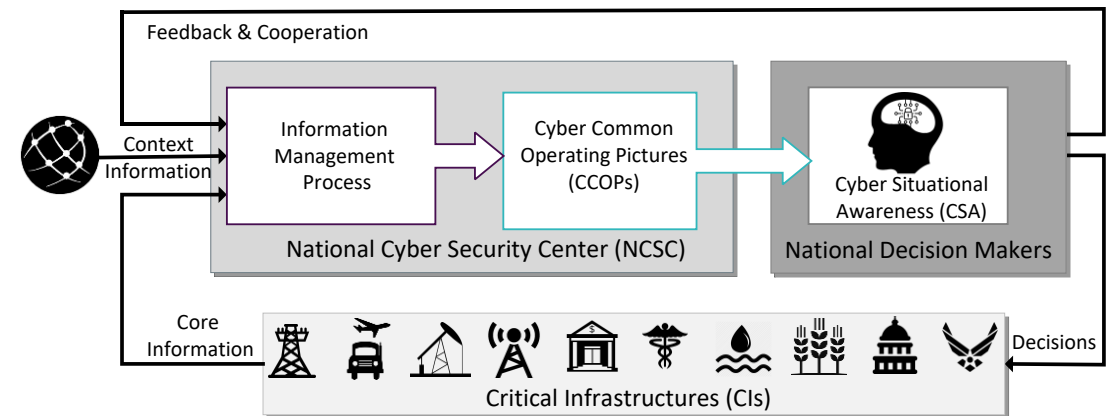 Feedback & Cooperation
Context
Information
Information
Management
Process
Cyber Common
Operating Pictures
(CCOPs)
Cyber Situational
Awareness (CSA)
National Cyber Security Center (NCSC)
National Decision Makers
Core
Information
$
Decisions
Critical Infrastructures (CIs)